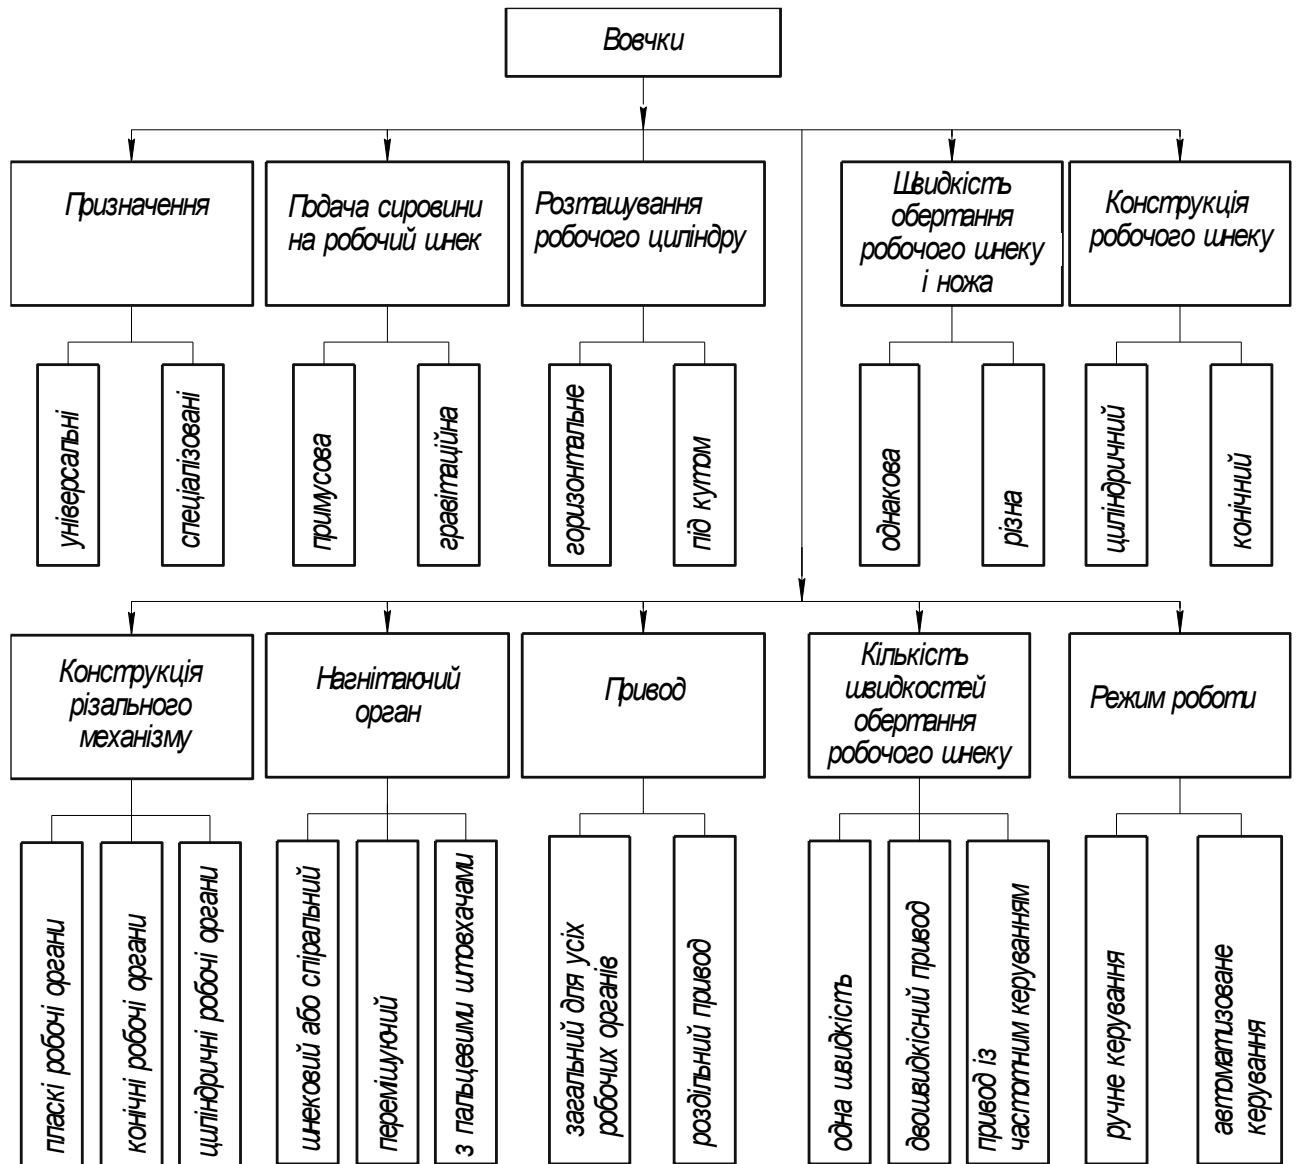 Вовчки
Призначення
Подача сировини
на робочий шнек
Розташування
робочого циліндру
Швидкість
обертання
робочого шнеку
і ножа
Конструкція
робочого шнеку
універсальні
спеціалізовані
примусова
гравітаційна
горизонтальне
під кутом
однакова
різна
циліндричний
конічний
Конструкція
різального
механізму
Нагнітаючий
орган
Привод
Кількість
швидкостей
обертання
робочого шнеку
Режим роботи
пласкі робочі органи
конічні робочі органи
циліндричні робочі органи
шнековий або спіральний
перемішуючий
з пальцевими штовхачами
загальний для усіх
робочих органів
роздільний привод
одна швидкість
двошвидкісний привод
привод із
частотним керуванням
ручне керування
автоматизоване
керування